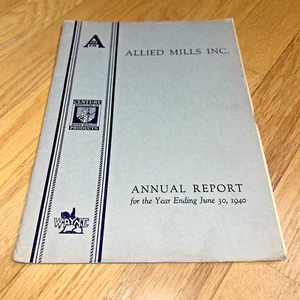 A
ALLIED MILLS INC.
CENTURY
PRODUCTS
WAYNE
ANNUAL REPORT
for the Year Ending June 30, 1940